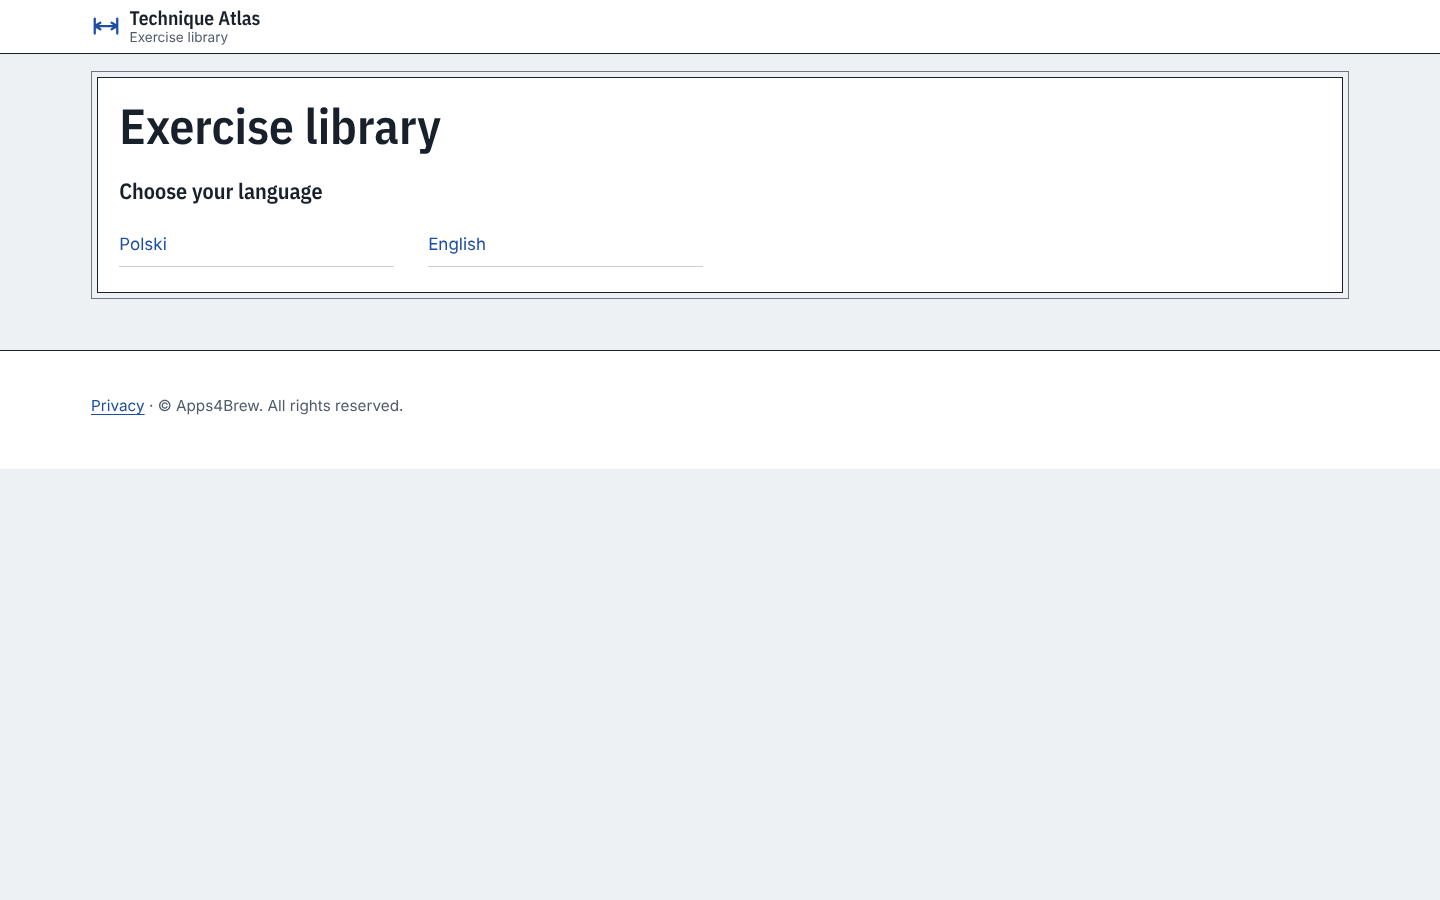 Technique Atlas
Exercise library
Exercise library
Choose your language
Polski
English
Privacy · © Apps4Brew. All rights reserved.